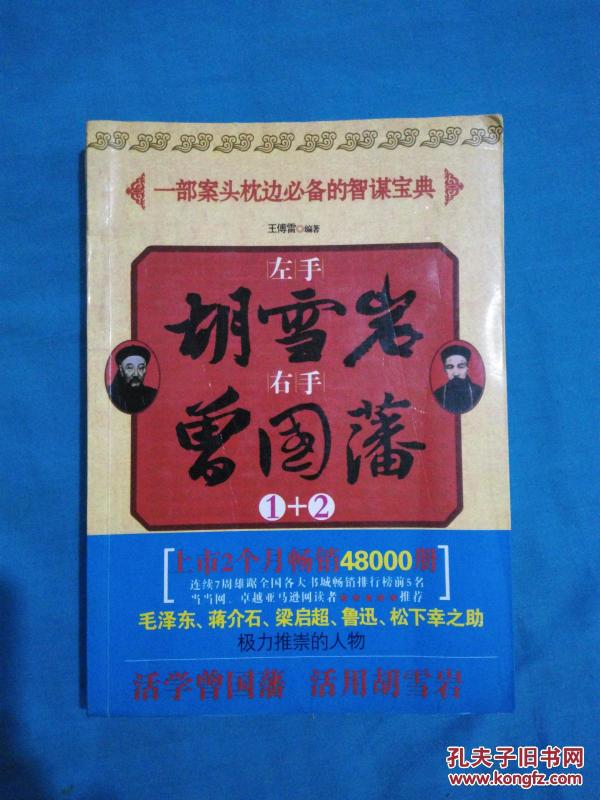 一部案头枕边必备的智谋宝典
王傅雷◎编著
左手
胡雪岩
右手
曾國藩
1+2
上市2个月畅销48000册
连续7周雄踞全国各大书城畅销排行榜前5名
当当网、卓越亚马逊网读者★★★★★推荐
毛泽东、蒋介石、梁启超、鲁迅、松下幸之助
极力推崇的人物
活学曾国藩 活用胡雪岩
孔夫子旧书网
www.kongfz.com